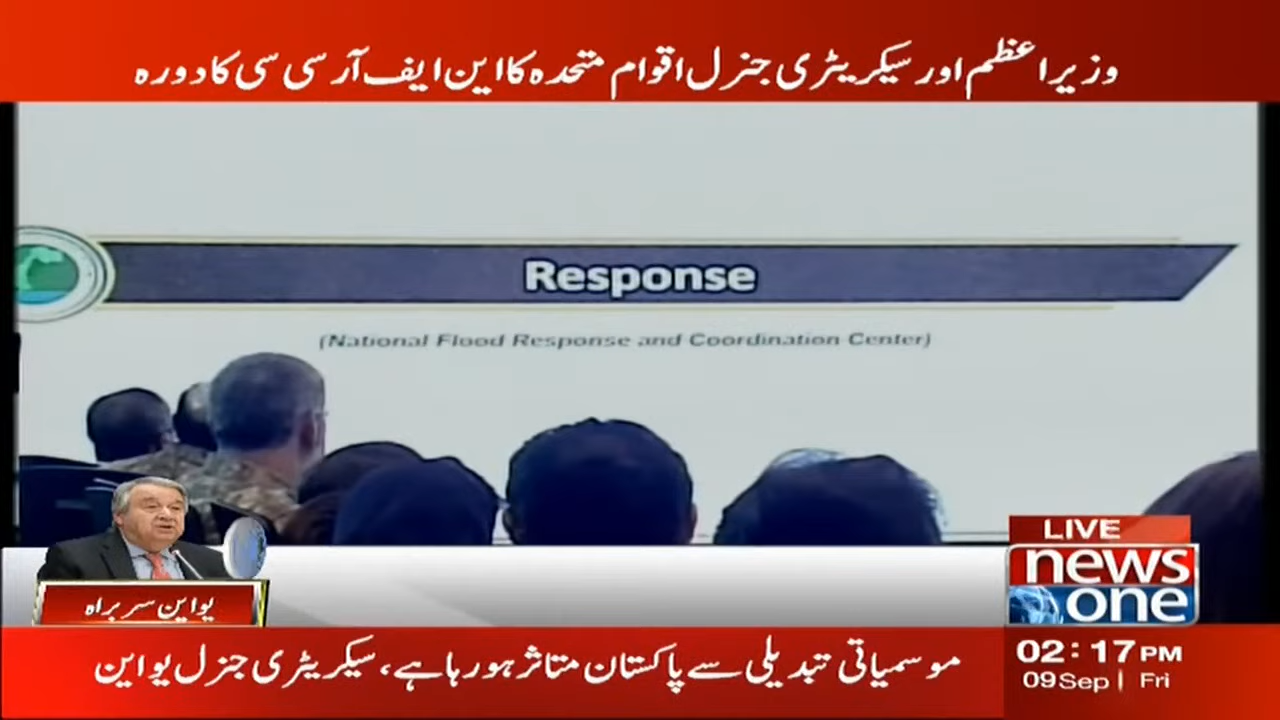 وزیراعظم اور سیکریٹری جنرل اقوام متحدہ کا این ایف آر سی سی کا دورہ
Response
(National Flood Response and Coordination Center)
LIVE
news
one
یو این سربراہ
موسمیاتی تبدیلی سے پاکستان متاثر ہو رہا ہے، سیکریٹری جنرل یو این
02:17 PM
09Sep | Fri